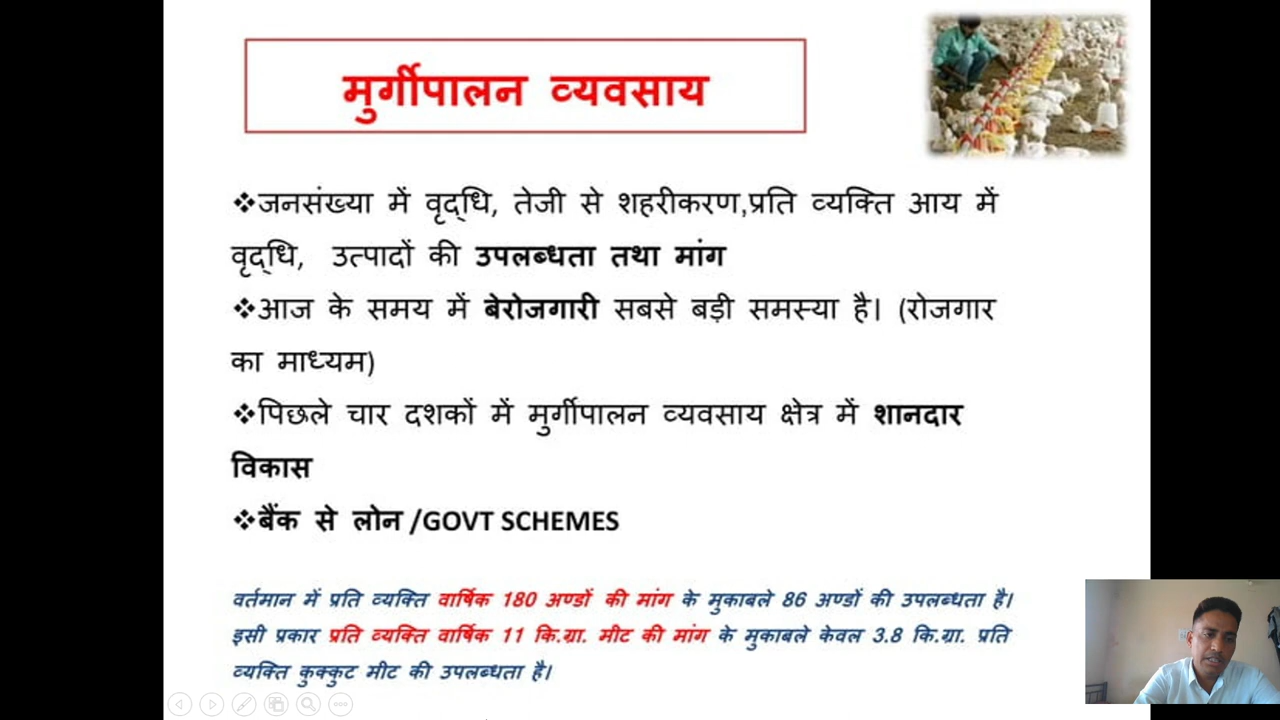 मुर्गीपालन व्यवसाय
❖जनसंख्या में वृद्धि, तेजी से शहरीकरण,प्रति व्यक्ति आय में
वृद्धि, उत्पादों की उपलब्धता तथा मांग
❖आज के समय में बेरोजगारी सबसे बड़ी समस्या है। (रोजगार
का माध्यम)
❖पिछले चार दशकों में मुर्गीपालन व्यवसाय क्षेत्र में शानदार
विकास
❖बैंक से लोन /GOVT SCHEMES
वर्तमान में प्रति व्यक्ति वार्षिक 180 अण्डों की मांग के मुकाबले 86 अण्डों की उपलब्धता है।
इसी प्रकार प्रति व्यक्ति वार्षिक 11 कि.ग्रा. मीट की मांग के मुकाबले केवल 3.8 कि.ग्रा. प्रति
व्यक्ति कुक्कुट मीट की उपलब्धता है।